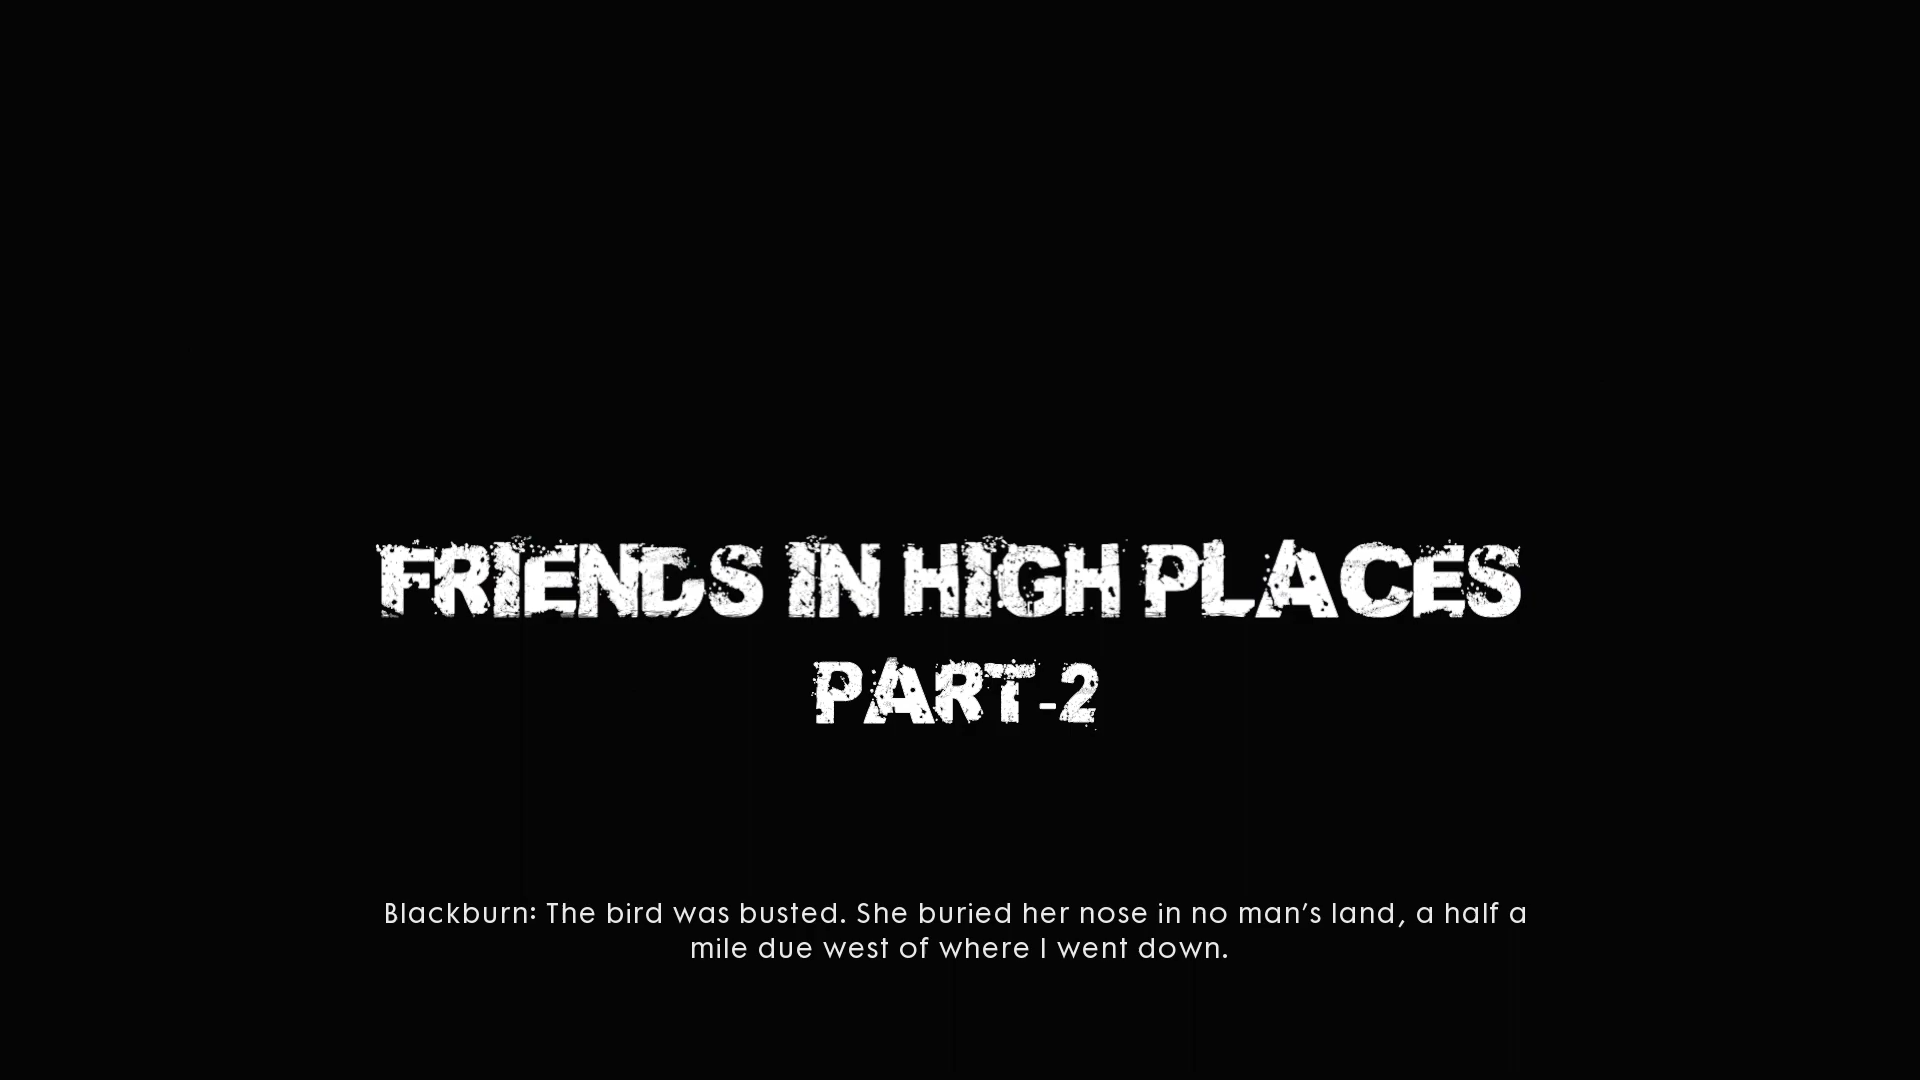 FRIENDS IN HIGH PLACES
PART-2
Blackburn: The bird was busted. She buried her nose in no man’s land, a half a
mile due west of where I went down.